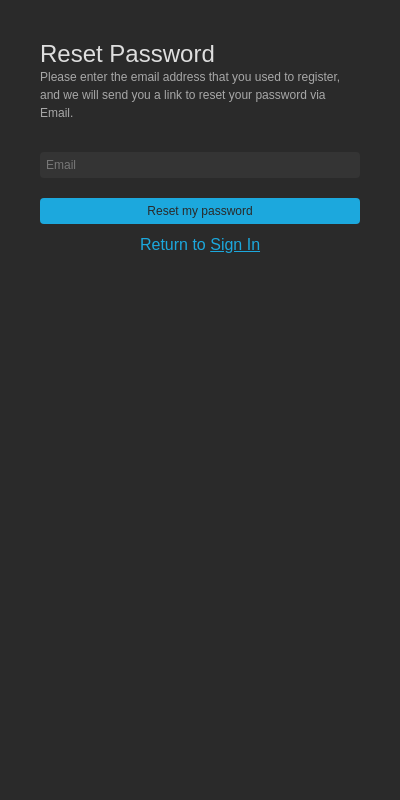 Reset Password
Please enter the email address that you used to register,
and we will send you a link to reset your password via
Email.
Email
Reset my password
Return to Sign In